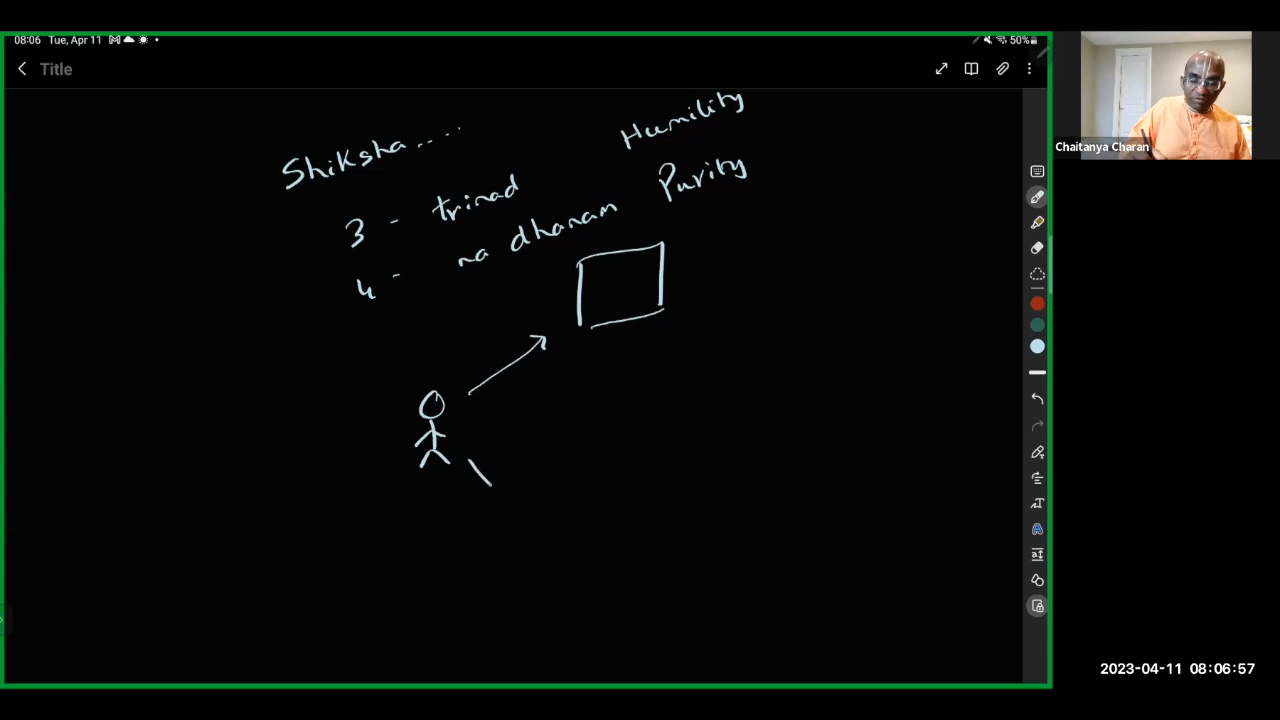 08:06 Tue, Apr 11
50%
Title
Shiksha.....
Humility
3 - trinad
Purity
4 - na dhanam
Chaitanya Charan
2023-04-11 08:06:57